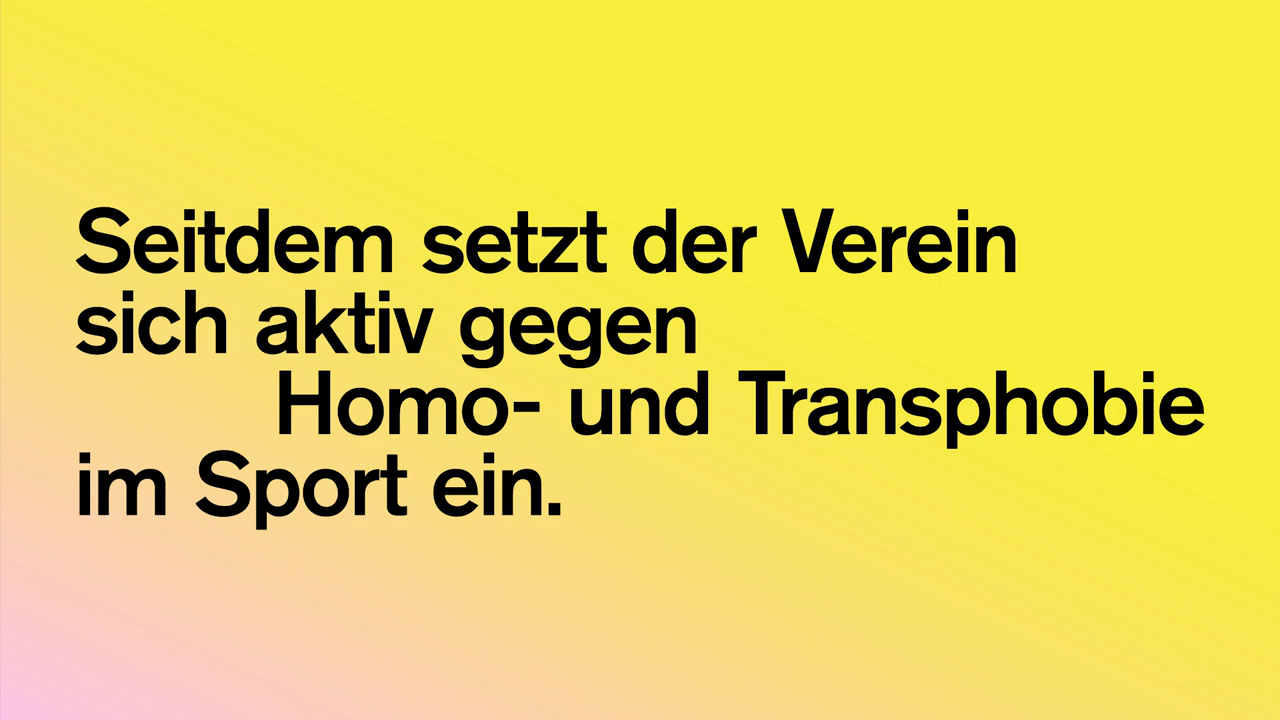 Seitdem setzt der Verein
sich aktiv gegen
Homo- und Transphobie
im Sport ein.